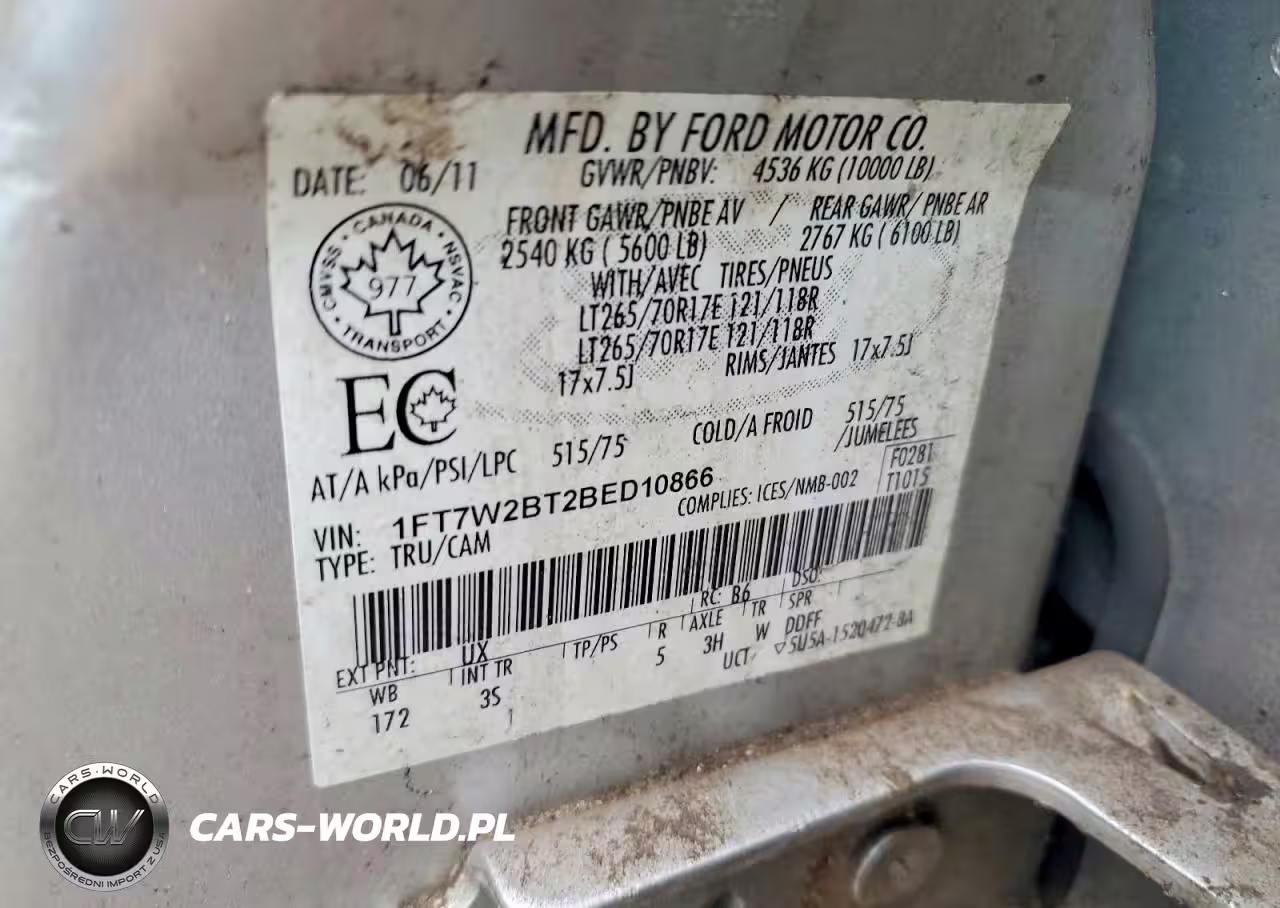 MFD. BY FORD MOTOR CO.
DATE: 06/11
GVWR/PNBV: 4536 KG (10000 LB)
FRONT GAWR/PNBE AV / REAR GAWR/ PNBE AR
2540 KG ( 5600 LB) 2767 KG ( 6100 LB)
WITH/AVEC TIRES/PNEUS
LT265/70R17E 121/118R
LT265/70R17E 121/118R
17x7.5J RIMS/JANTES 17x7.5J
AT/A kPa/PSI/LPC 515/75 COLD/A FROID 515/75
/JUMELEES
CMVSS · CANADA · NSVAC · TRANSPORT ·
977
EC
VIN: 1FT7W2BT2BED10866
COMPLIES: ICES/NMB-002
F0281
T1015
TYPE: TRU/CAM
EXT PNT: UX RC: B6 DSO:
WB INT TR TP/PS R AXLE TR SPR
172 3S 5 3H W DDFF
UCT ▽5U5A-1520472-BA
CARS-WORLD
CW
BEZPOŚREDNI IMPORT Z USA
CARS-WORLD.PL